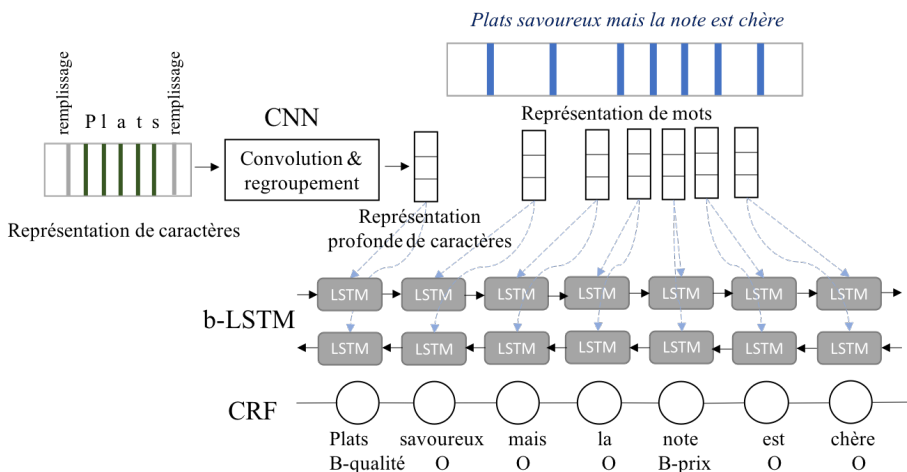 Plats savoureux mais la note est chère
remplissage
P l a t s
remplissage
CNN
Représentation de mots
Convolution &
regroupement
Représentation de caractères
Représentation
profonde de caractères
LSTM LSTM LSTM LSTM LSTM LSTM LSTM
b-LSTM
LSTM LSTM LSTM LSTM LSTM LSTM LSTM
CRF
Plats savoureux mais la note est chère
B-qualité O O O B-prix O O